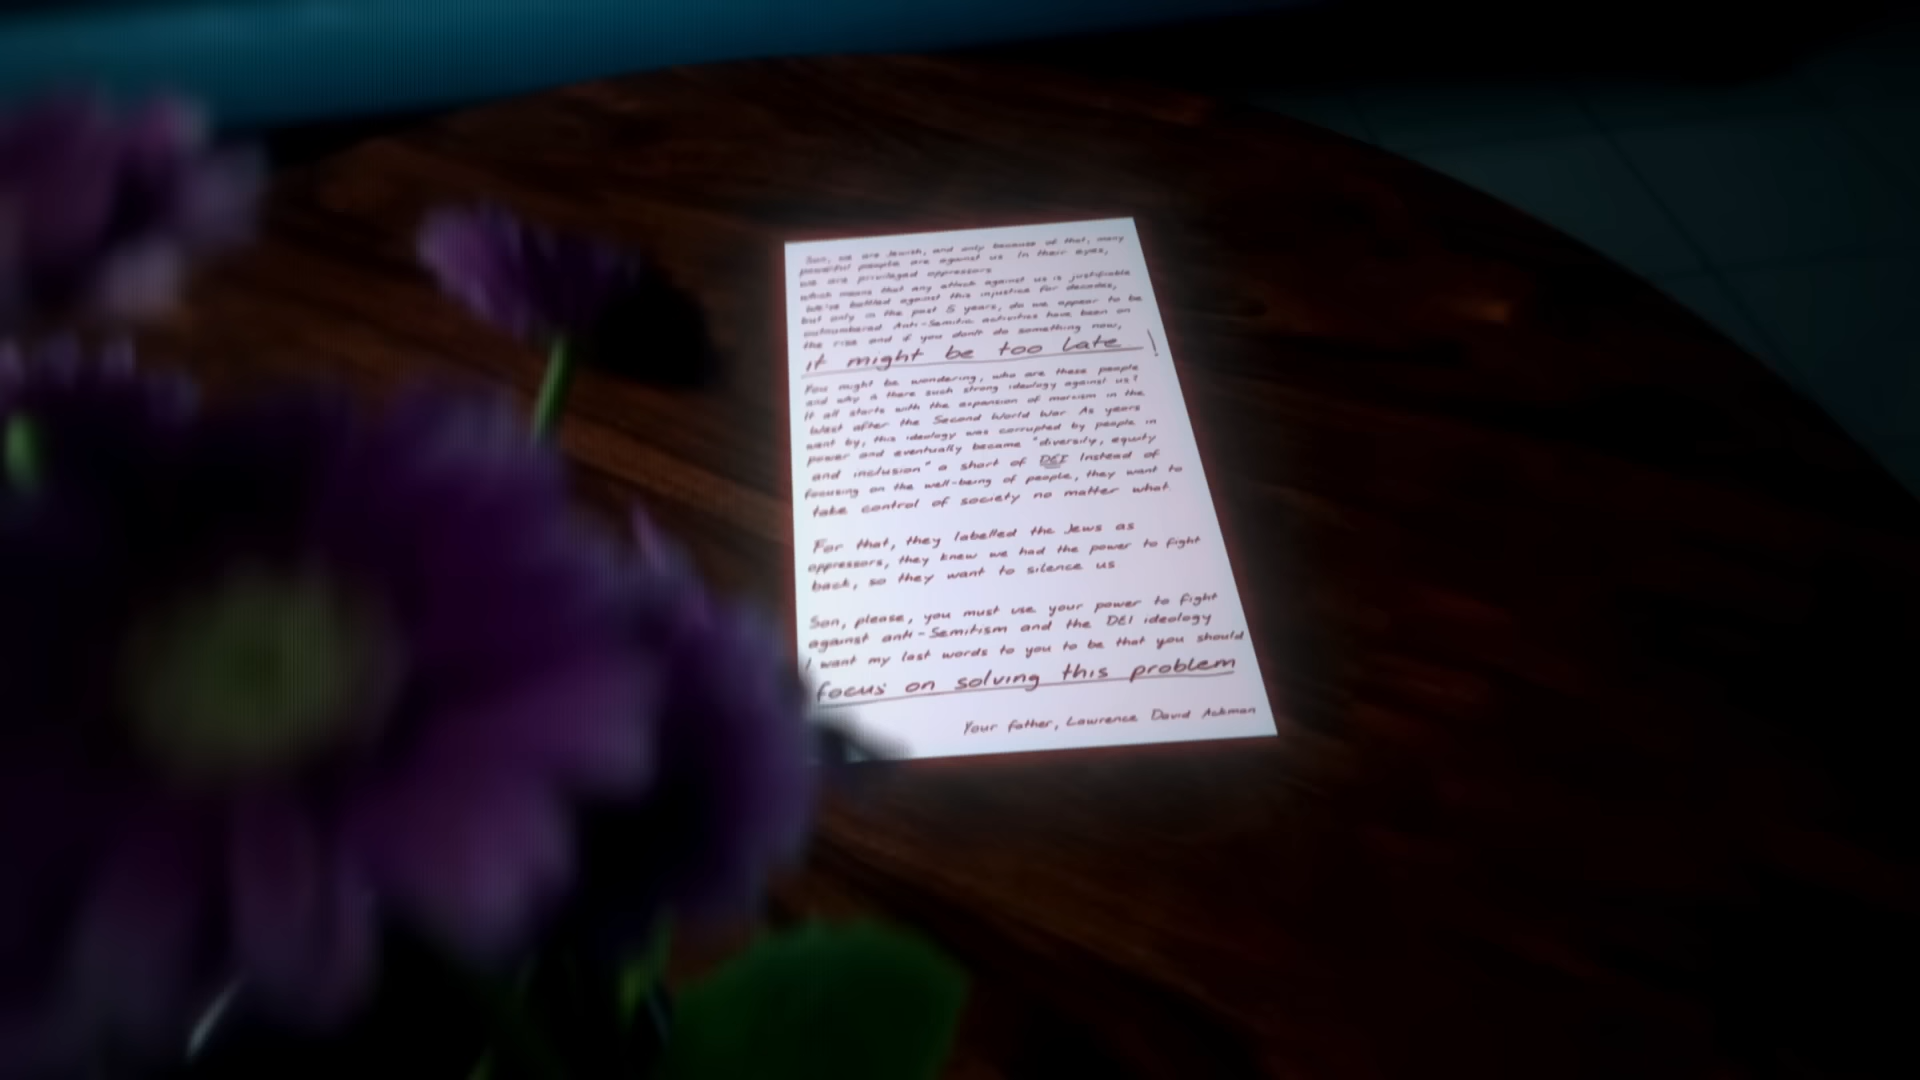 Son, we are Jewish, and only because of that, many
powerful people are against us In their eyes,
we are privileged oppressors
which means that any attack against us is justifiable
We've battled against this injustice for decades,
but only in the past 5 years, do we appear to be
outnumbered Anti-Semitic activities have been on
the rise and if you don't do something now,
it might be too late !
You might be wondering, who are these people
and why is there such strong ideology against us?
It all starts with the expansion of marxism in the
West after the Second World War As years
went by, this ideology was corrupted by people in
power and eventually became "diversity, equity
and inclusion" a short of DEI Instead of
focusing on the well-being of people, they want to
take control of society no matter what.
For that, they labelled the Jews as
oppressors, they knew we had the power to fight
back, so they want to silence us
Son, please, you must use your power to fight
against anti-Semitism and the DEI ideology
I want my last words to you to be that you should
focus on solving this problem
Your father, Lawrence David Ackman